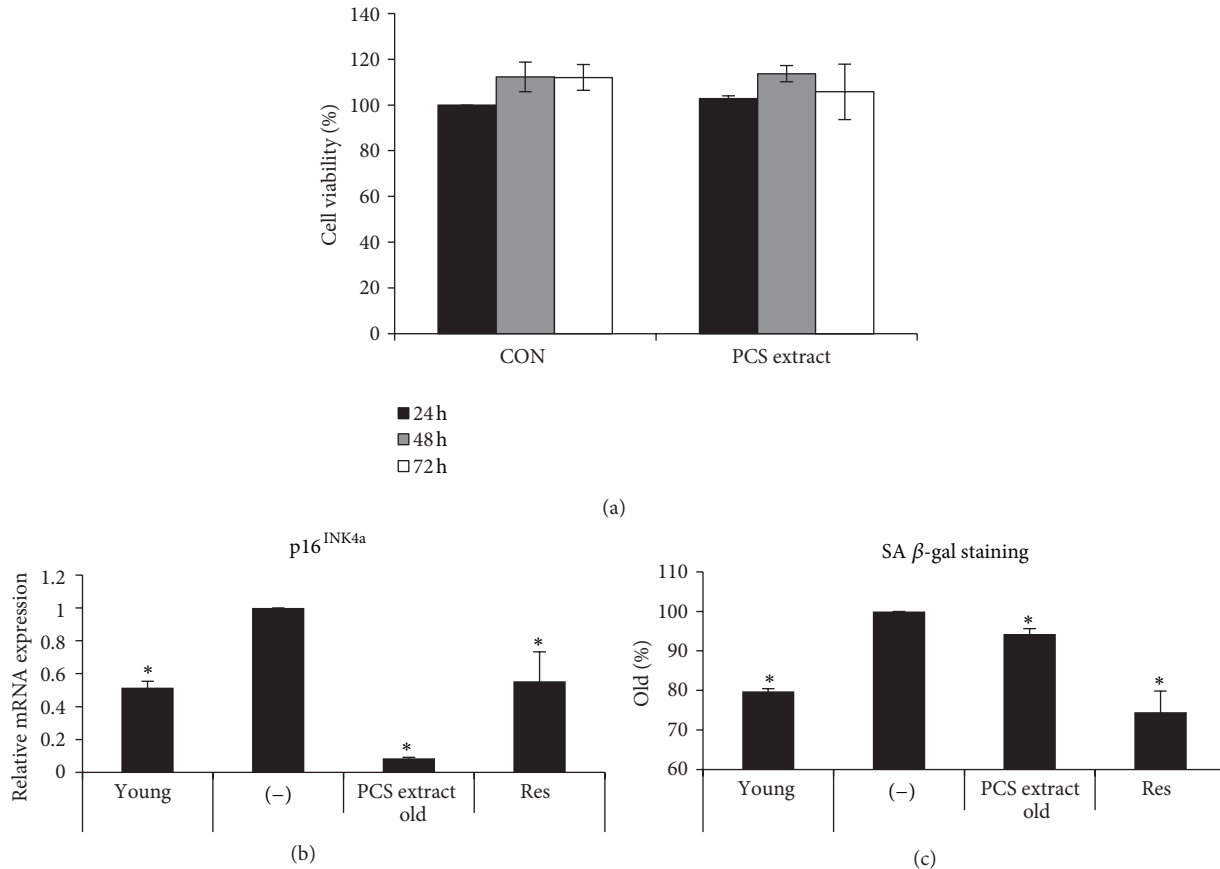 140
120
100
80
60
40
20
0
Cell viability (%)
CON
PCS extract
24 h
48 h
72 h
(a)
p16 INK4a
1.2
1
0.8
0.6
0.4
0.2
0
Relative mRNA expression
*
*
*
Young
(−)
PCS extract
Res
old
(b)
SA β-gal staining
110
100
90
80
70
60
Old (%)
*
*
*
Young
(−)
PCS extract
Res
old
(c)